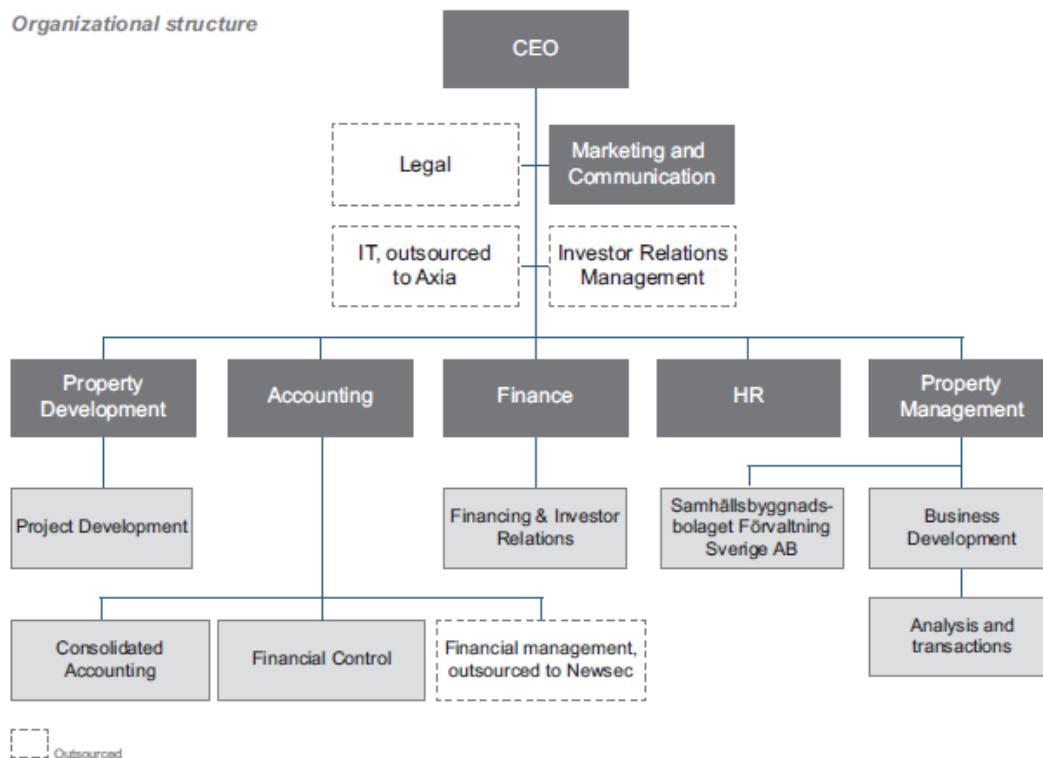 Organizational structure
CEO
Legal
Marketing and
Communication
IT, outsourced
to Axia
Investor Relations
Management
Property
Development
Accounting
Finance
HR
Property
Management
Project Development
Financing & Investor
Relations
Samhällsbyggnads-
bolaget Förvaltning
Sverige AB
Business
Development
Consolidated
Accounting
Financial Control
Financial management,
outsourced to Newsec
Analysis and
transactions
Outsourced